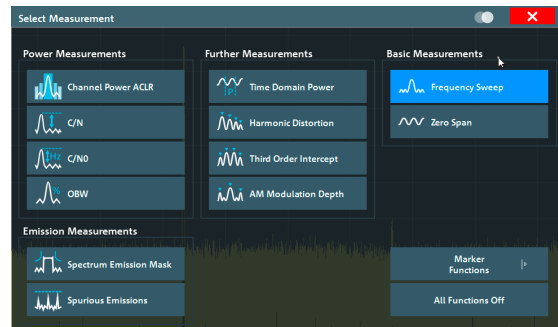 Select Measurement
Power Measurements
Channel Power ACLR
C/N
C/N0
OBW
Further Measurements
Time Domain Power
Harmonic Distortion
Third Order Intercept
AM Modulation Depth
Basic Measurements
Frequency Sweep
Zero Span
Emission Measurements
Spectrum Emission Mask
Spurious Emissions
Marker
Functions
All Functions Off